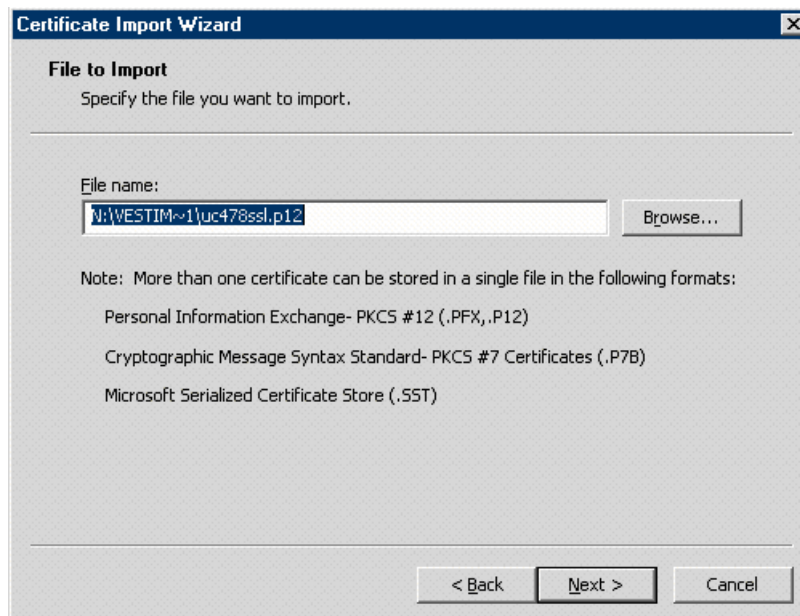 Certificate Import Wizard
File to Import
Specify the file you want to import.
File name:
N:\VESTIM~1\uc478ssl.p12
Browse...
Note: More than one certificate can be stored in a single file in the following formats:
Personal Information Exchange- PKCS #12 (.PFX,.P12)
Cryptographic Message Syntax Standard- PKCS #7 Certificates (.P7B)
Microsoft Serialized Certificate Store (.SST)
< Back
Next >
Cancel